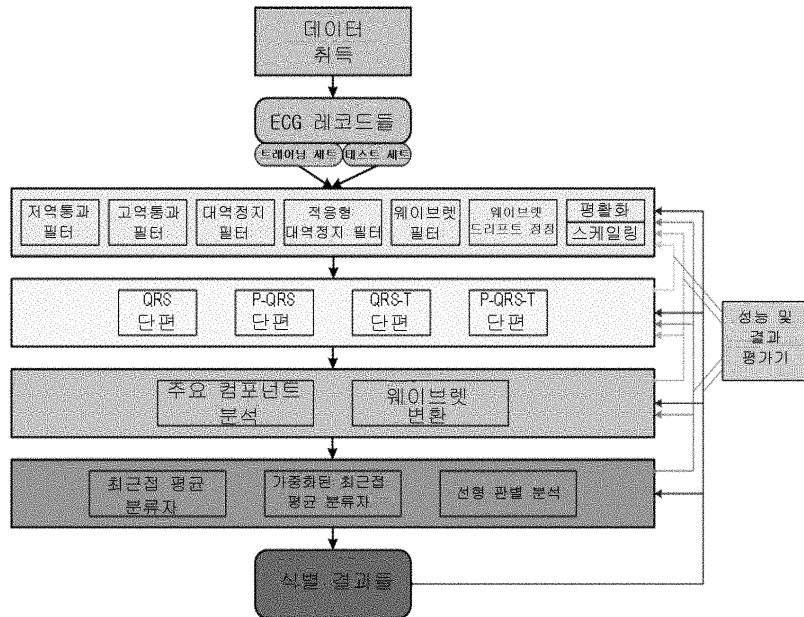 데이터
취득
ECG 레코드들
트레이닝 세트
테스트 세트
저역통과
필터
고역통과
필터
대역정지
필터
적응형
대역정지 필터
웨이브렛
필터
웨이브렛
드리프트 정정
평활화
스케일링
QRS
단편
P-QRS
단편
QRS-T
단편
P-QRS-T
단편
성능 및
결과
평가기
주요 컴포넌트
분석
웨이브렛
변환
최근접 평균
분류자
가중화된 최근접
평균 분류자
선형 판별 분석
식별 결과들